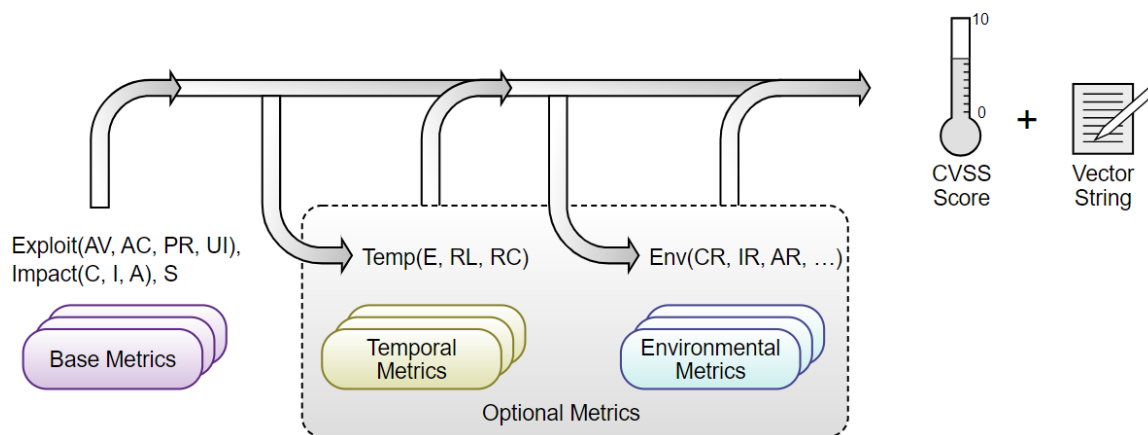 10
0
+
CVSS
Score
Vector
String
Exploit(AV, AC, PR, UI),
Impact(C, I, A), S
Temp(E, RL, RC)
Env(CR, IR, AR, …)
Base Metrics
Temporal
Metrics
Environmental
Metrics
Optional Metrics